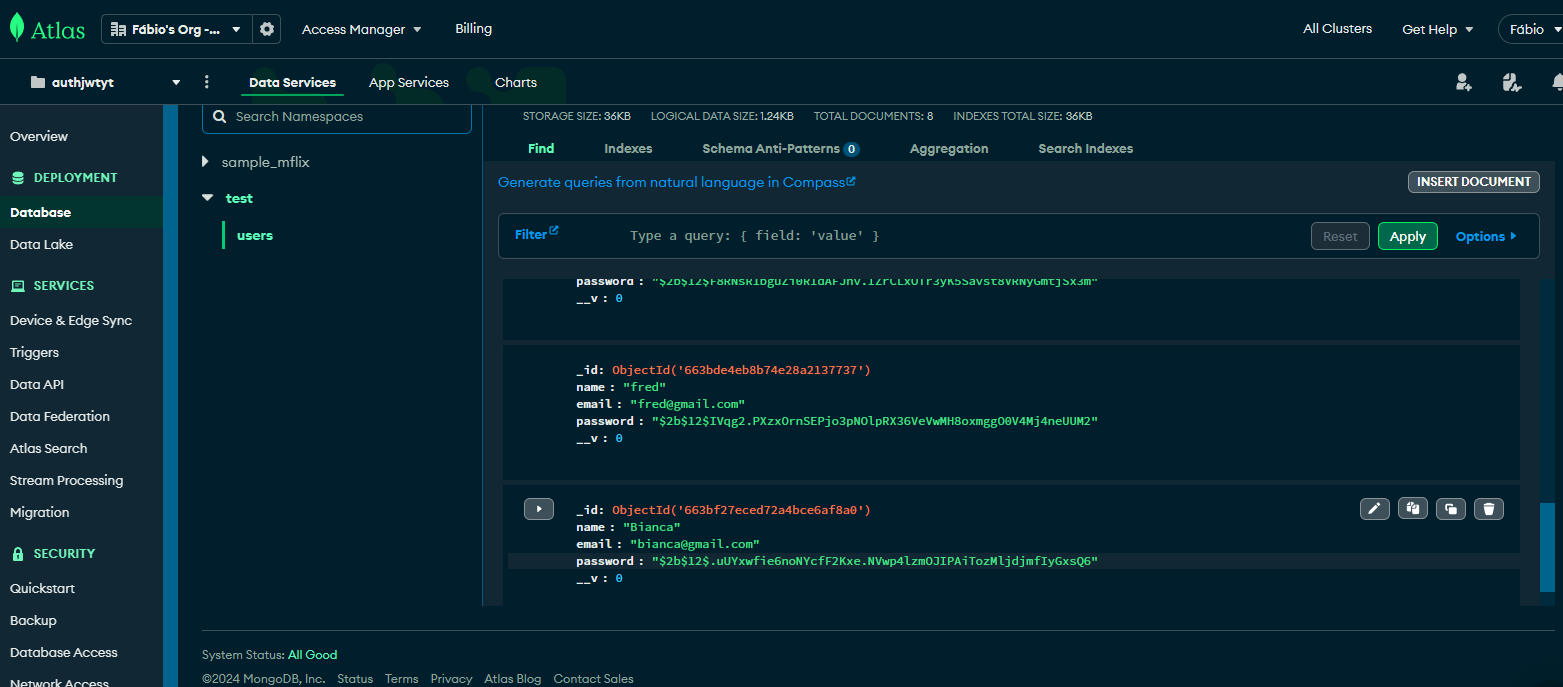 Atlas Fábio's Org -... Access Manager Billing All Clusters Get Help Fábio
authjwtyt Data Services App Services Charts
Overview
DEPLOYMENT
Database
Data Lake
SERVICES
Device & Edge Sync
Triggers
Data API
Data Federation
Atlas Search
Stream Processing
Migration
SECURITY
Quickstart
Backup
Database Access
Network Access
Search Namespaces
sample_mflix
test
users
STORAGE SIZE: 36KB LOGICAL DATA SIZE: 1.24KB TOTAL DOCUMENTS: 8 INDEXES TOTAL SIZE: 36KB
Find Indexes Schema Anti-Patterns 0 Aggregation Search Indexes
Generate queries from natural language in Compass
INSERT DOCUMENT
Filter Type a query: { field: 'value' } Reset Apply Options
password :
__v : 0
_id: ObjectId('663bde4eb8b74e28a2137737')
name : "fred"
email : "fred@gmail.com"
password : "$2b$12$IVqg2.PXzxOrnSEPjo3pNOlpRX36VeVwMH8oxmggO0V4Mj4neUUM2"
__v : 0
_id: ObjectId('663bf27eced72a4bce6af8a0')
name : "Bianca"
email : "bianca@gmail.com"
password : "$2b$12$.uUYxwfie6noNYcfF2Kxe.NVwp4lzmOJIPAiTozMljdjmfIyGxsQ6"
__v : 0
System Status: All Good
©2024 MongoDB, Inc. Status Terms Privacy Atlas Blog Contact Sales